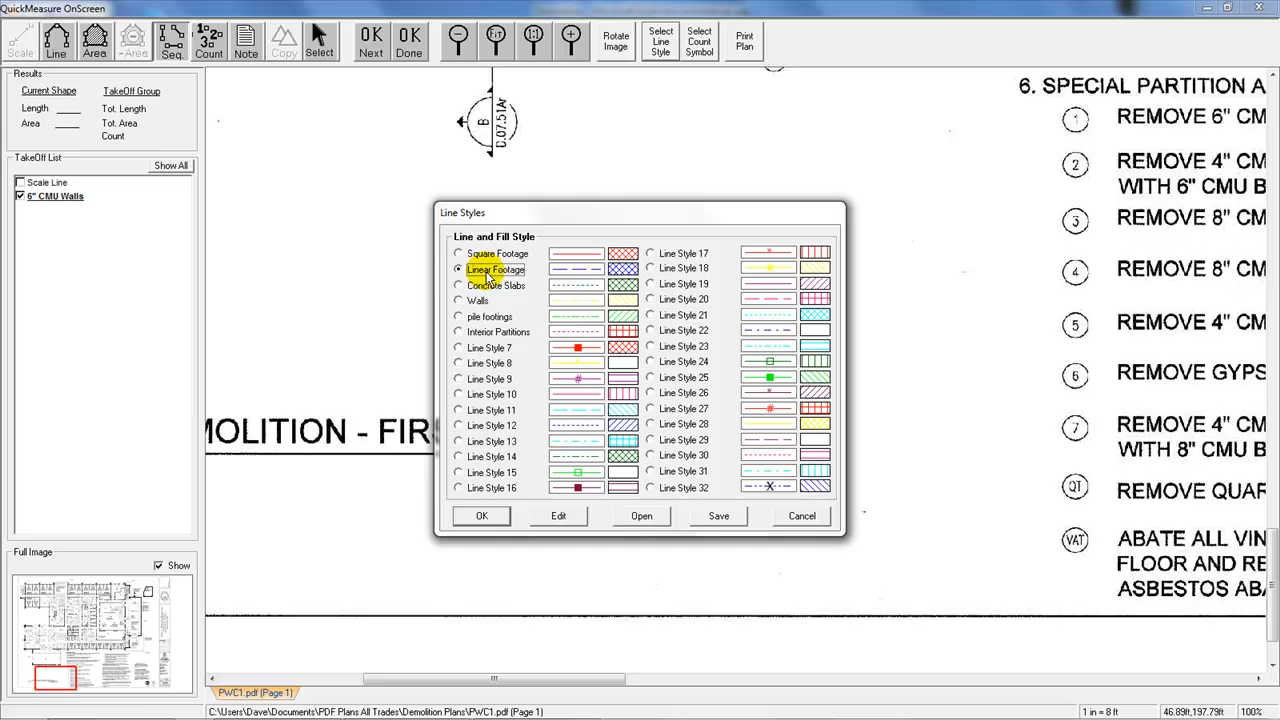 QuickMeasure OnScreen
Scale
Line
Area
-Area
Seq.
Count
Note
Copy
Select
OK
Next
OK
Done
Fit
1:1
Rotate
Image
Select
Line
Style
Select
Count
Symbol
Print
Plan
Results
Current Shape TakeOff Group
Length Tot. Length
Area Tot. Area
Count
TakeOff List
Show All
Scale Line
6" CMU Walls
Full Image
Show
B
D.07.51Ar
MOLITION - FIRS
6. SPECIAL PARTITION A
1 REMOVE 6" CM
2 REMOVE 4" CM
WITH 6" CMU B
3 REMOVE 8" CM
4 REMOVE 8" CM
5 REMOVE 4" CM
6 REMOVE GYPS
7 REMOVE 4" CM
WITH 8" CMU B
QT REMOVE QUAR
VAT ABATE ALL VIN
FLOOR AND RE
ASBESTOS ABA
Line Styles
Line and Fill Style
Square Footage
Linear Footage
Concrete Slabs
Walls
pile footings
Interior Partitions
Line Style 7
Line Style 8
Line Style 9
Line Style 10
Line Style 11
Line Style 12
Line Style 13
Line Style 14
Line Style 15
Line Style 16
Line Style 17
Line Style 18
Line Style 19
Line Style 20
Line Style 21
Line Style 22
Line Style 23
Line Style 24
Line Style 25
Line Style 26
Line Style 27
Line Style 28
Line Style 29
Line Style 30
Line Style 31
Line Style 32
OK Edit Open Save Cancel
PWC1.pdf (Page 1)
C:\Users\Dave\Documents\PDF Plans All Trades\Demolition Plans\PWC1.pdf (Page 1)
1 in = 8 ft
46.89ft,197.79ft
100%